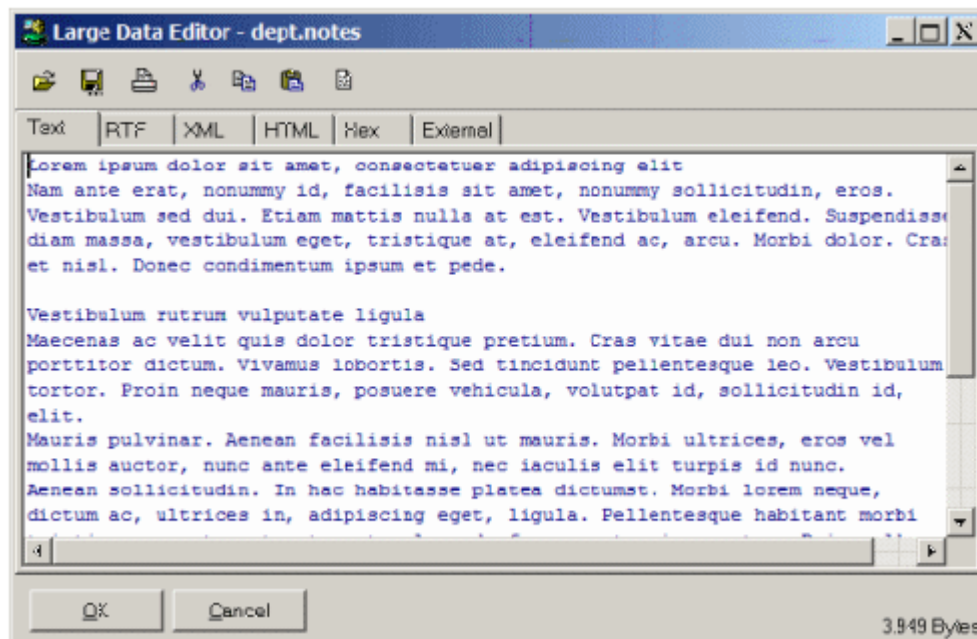 Large Data Editor - dept.notes
Text RTF XML HTML Hex External
Lorem ipsum dolor sit amet, consectetuer adipiscing elit
Nam ante erat, nonummy id, facilisis sit amet, nonummy sollicitudin, eros.
Vestibulum sed dui. Etiam mattis nulla at est. Vestibulum eleifend. Suspendisse
diam massa, vestibulum eget, tristique at, eleifend ac, arcu. Morbi dolor. Cras
et nisl. Donec condimentum ipsum et pede.
Vestibulum rutrum vulputate ligula
Maecenas ac velit quis dolor tristique pretium. Cras vitae dui non arcu
porttitor dictum. Vivamus lobortis. Sed tincidunt pellentesque leo. Vestibulum
tortor. Proin neque mauris, posuere vehicula, volutpat id, sollicitudin id,
elit.
Mauris pulvinar. Aenean facilisis nisl ut mauris. Morbi ultrices, eros vel
mollis auctor, nunc ante eleifend mi, nec iaculis elit turpis id nunc.
Aenean sollicitudin. In hac habitasse platea dictumst. Morbi lorem neque,
dictum ac, ultrices in, adipiscing eget, ligula. Pellentesque habitant morbi
OK Cancel
3.949 Bytes